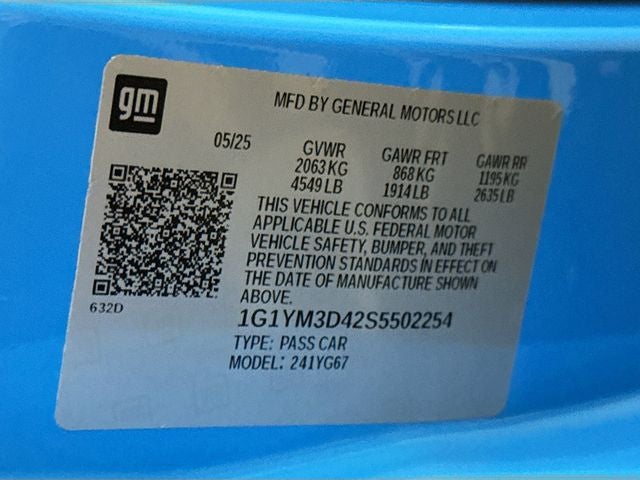 gm
MFD BY GENERAL MOTORS LLC
05/25
GVWR
2063 KG
4549 LB
GAWR FRT
868 KG
1914 LB
GAWR RR
1195 KG
2635 LB
THIS VEHICLE CONFORMS TO ALL
APPLICABLE U.S. FEDERAL MOTOR
VEHICLE SAFETY, BUMPER, AND THEFT
PREVENTION STANDARDS IN EFFECT ON
THE DATE OF MANUFACTURE SHOWN
ABOVE.
632D
1G1YM3D42S5502254
TYPE: PASS CAR
MODEL: 241YG67